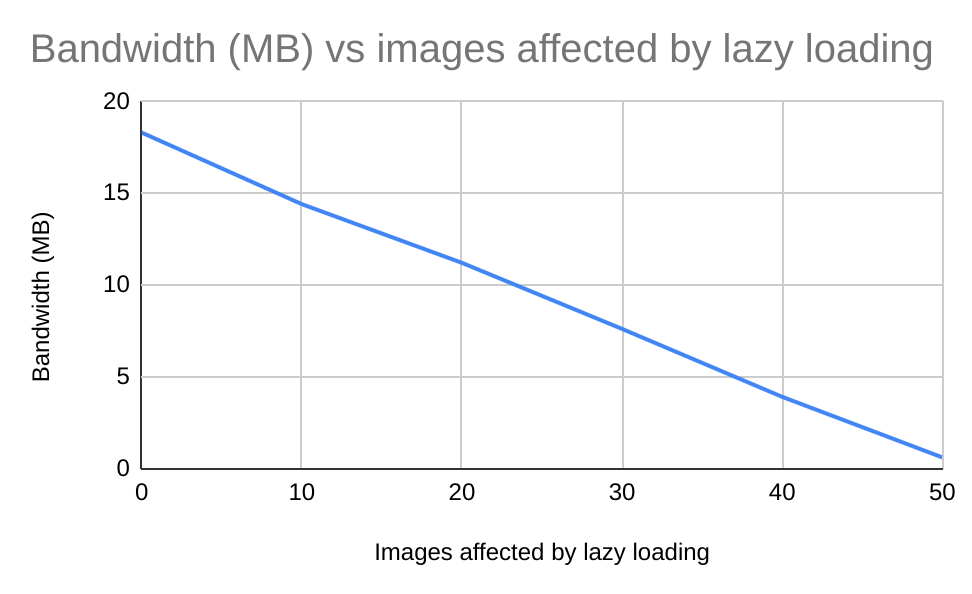 Bandwidth (MB) vs images affected by lazy loading
Bandwidth (MB)
20
15
10
5
0
0 10 20 30 40 50
Images affected by lazy loading